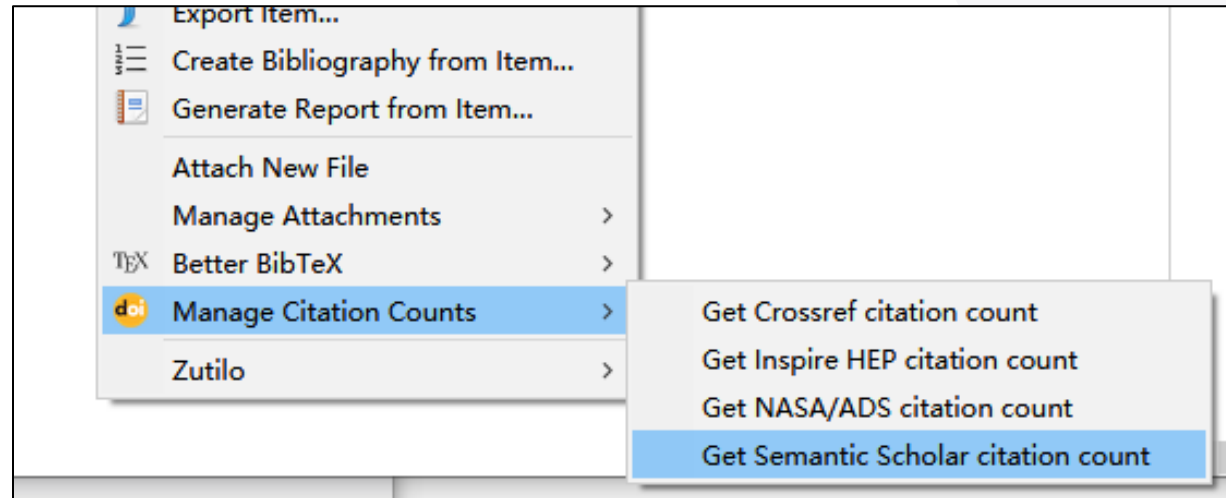 Export Item...
Create Bibliography from Item...
Generate Report from Item...
Attach New File
Manage Attachments
TEX Better BibTeX
doi Manage Citation Counts
Zutilo
Get Crossref citation count
Get Inspire HEP citation count
Get NASA/ADS citation count
Get Semantic Scholar citation count